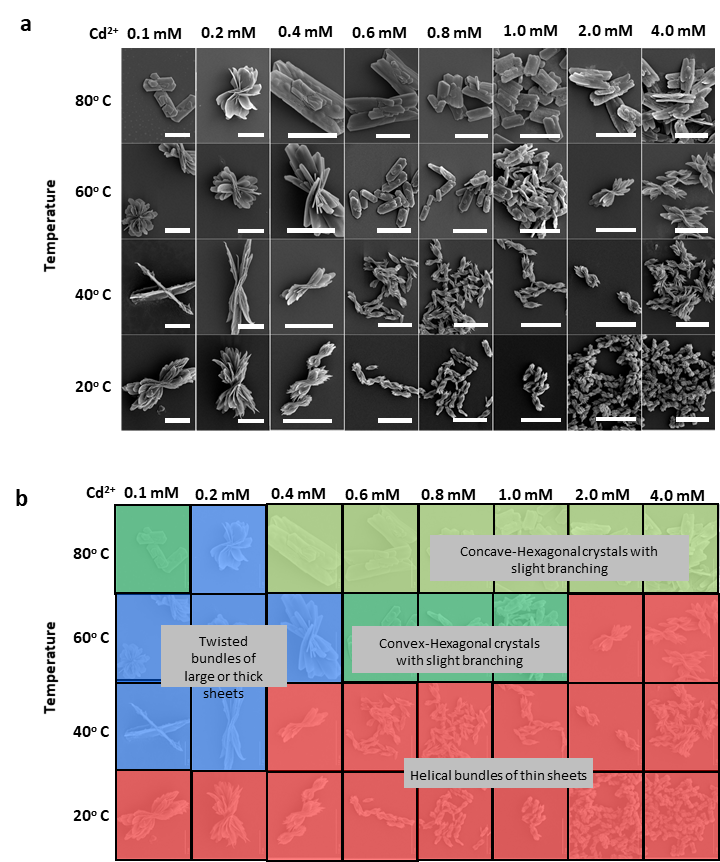 a
Cd²⁺ 0.1 mM 0.2 mM 0.4 mM 0.6 mM 0.8 mM 1.0 mM 2.0 mM 4.0 mM
80° C
60° C
Temperature
40° C
20° C
b
Cd²⁺ 0.1 mM 0.2 mM 0.4 mM 0.6 mM 0.8 mM 1.0 mM 2.0 mM 4.0 mM
80° C
Concave-Hexagonal crystals with
slight branching
60° C
Twisted
bundles of
large or thick
sheets
Convex-Hexagonal crystals
with slight branching
Temperature
40° C
Helical bundles of thin sheets
20° C